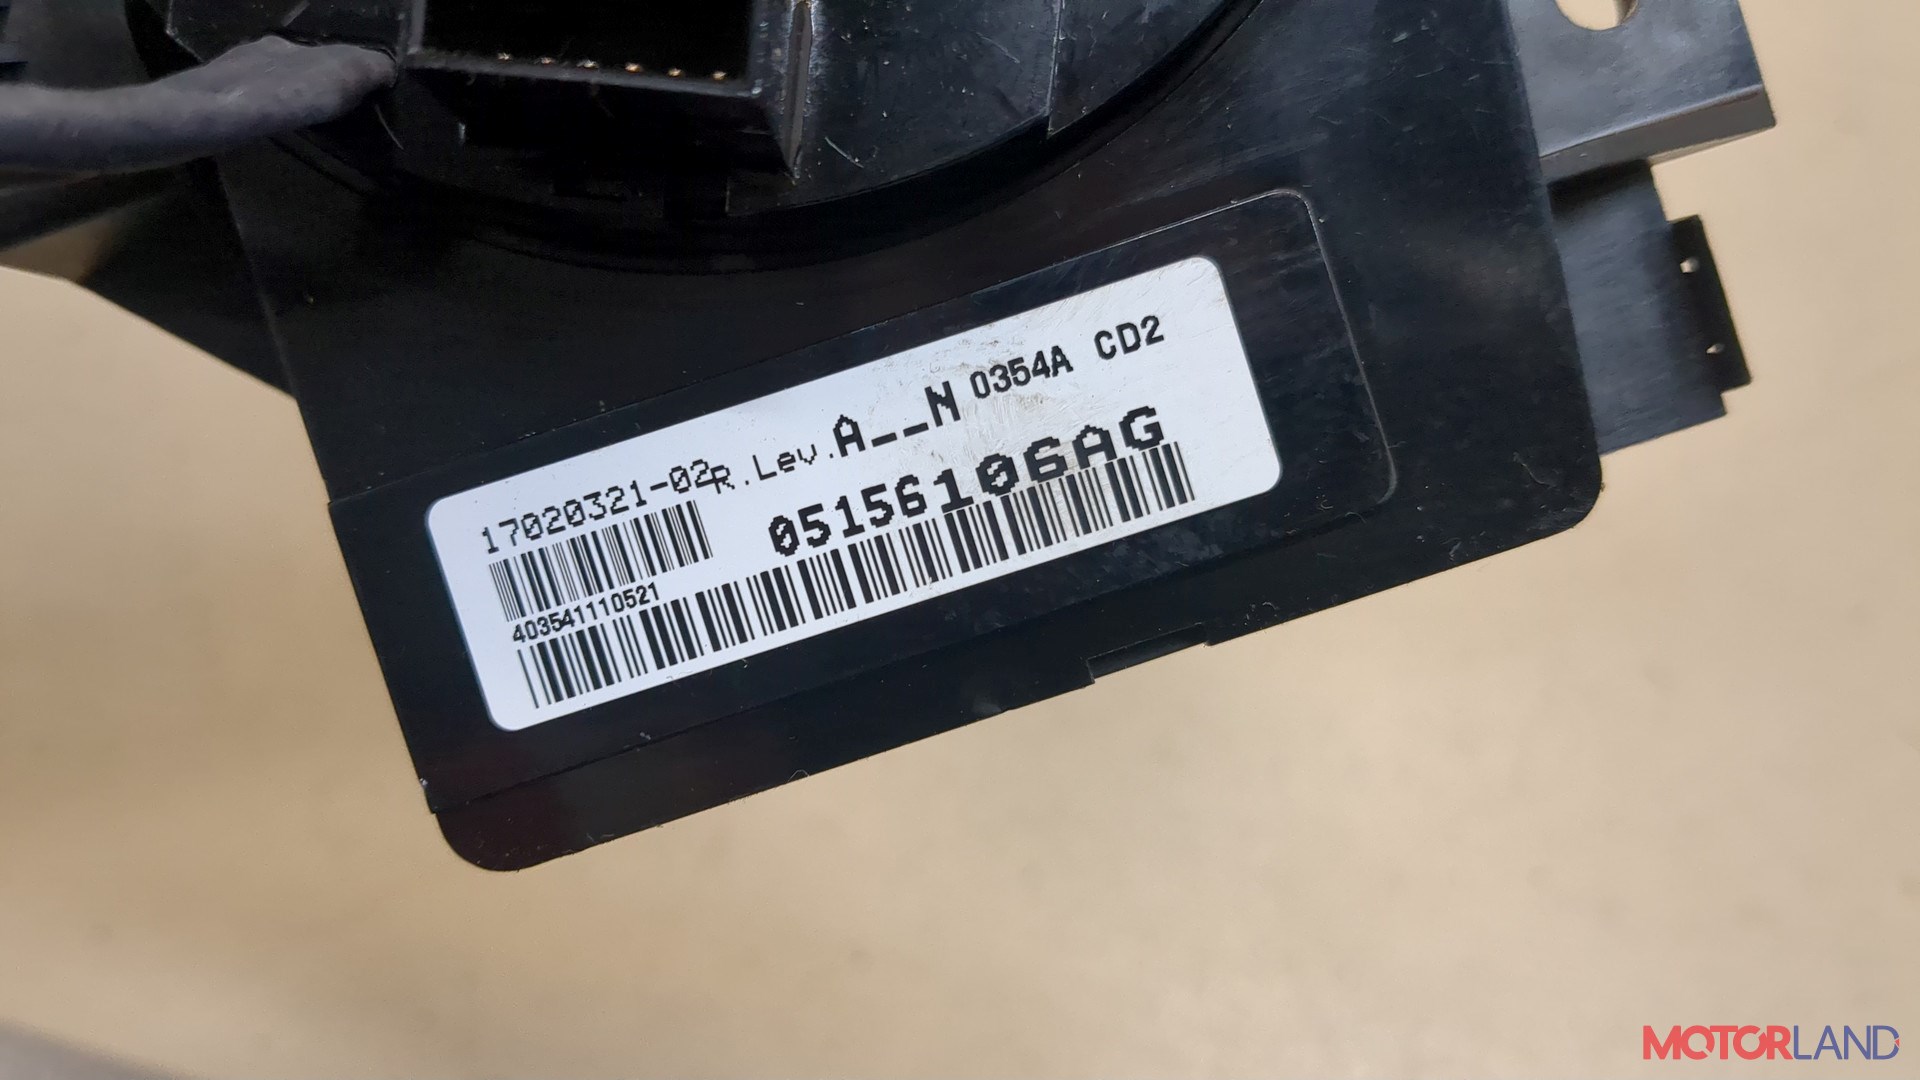 17020321-02 R.Lev.A__N 0354A CD2
05156106AG
403541110521
MOTORLAND